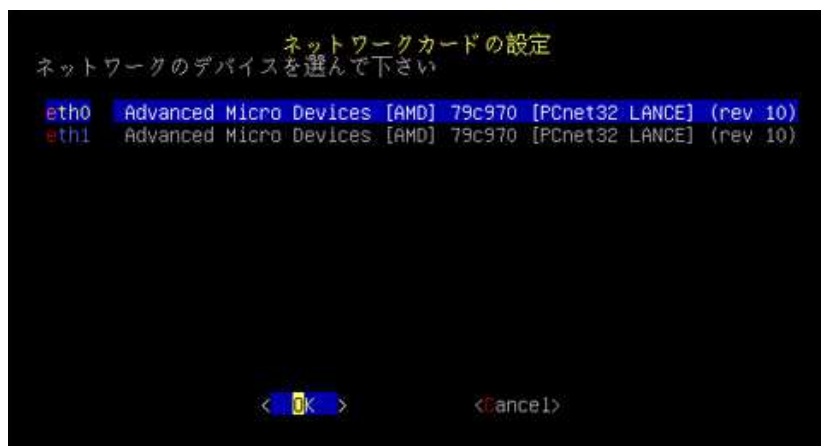 ネットワークカードの設定
ネットワークのデバイスを選んで下さい
eth0 Advanced Micro Devices [AMD] 79c970 [PCnet32 LANCE] (rev 10)
eth1 Advanced Micro Devices [AMD] 79c970 [PCnet32 LANCE] (rev 10)
< OK > <Cancel>